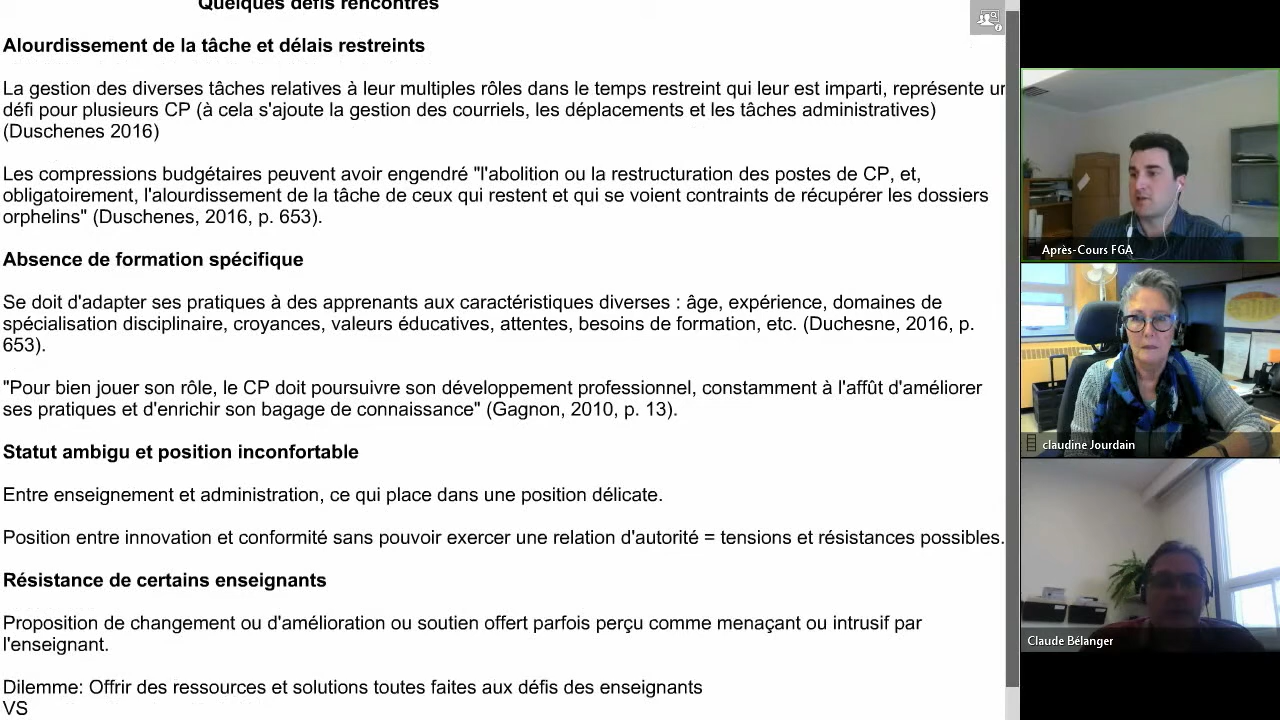 Quelques défis rencontrés
Alourdissement de la tâche et délais restreints
La gestion des diverses tâches relatives à leur multiples rôles dans le temps restreint qui leur est imparti, représente un
défi pour plusieurs CP (à cela s'ajoute la gestion des courriels, les déplacements et les tâches administratives)
(Duschenes 2016)
Les compressions budgétaires peuvent avoir engendré "l'abolition ou la restructuration des postes de CP, et,
obligatoirement, l'alourdissement de la tâche de ceux qui restent et qui se voient contraints de récupérer les dossiers
orphelins" (Duschenes, 2016, p. 653).
Absence de formation spécifique
Se doit d'adapter ses pratiques à des apprenants aux caractéristiques diverses : âge, expérience, domaines de
spécialisation disciplinaire, croyances, valeurs éducatives, attentes, besoins de formation, etc. (Duchesne, 2016, p.
653).
"Pour bien jouer son rôle, le CP doit poursuivre son développement professionnel, constamment à l'affût d'améliorer
ses pratiques et d'enrichir son bagage de connaissance" (Gagnon, 2010, p. 13).
Statut ambigu et position inconfortable
Entre enseignement et administration, ce qui place dans une position délicate.
Position entre innovation et conformité sans pouvoir exercer une relation d'autorité = tensions et résistances possibles.
Résistance de certains enseignants
Proposition de changement ou d'amélioration ou soutien offert parfois perçu comme menaçant ou intrusif par
l'enseignant.
Dilemme: Offrir des ressources et solutions toutes faites aux défis des enseignants
VS
Après-Cours FGA
claudine Jourdain
Claude Bélanger